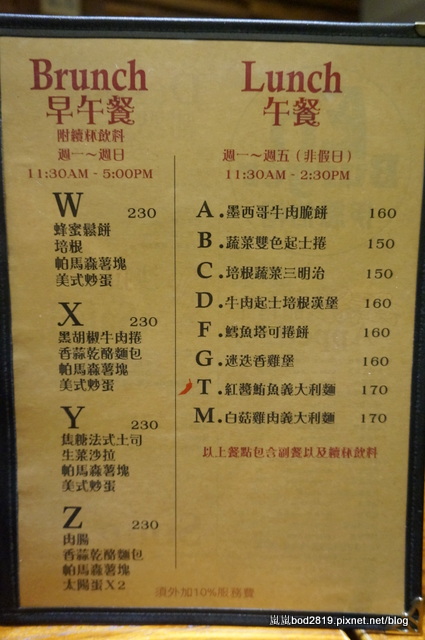 Brunch
早午餐
附續杯飲料
週一～週日
11:30AM - 5:00PM
W 230
蜂蜜鬆餅
培根
帕馬森薯塊
美式炒蛋
X 230
黑胡椒牛肉捲
香蒜乾酪麵包
帕馬森薯塊
美式炒蛋
Y 230
焦糖法式土司
生菜沙拉
帕馬森薯塊
美式炒蛋
Z 230
肉腸
香蒜乾酪麵包
帕馬森薯塊
太陽蛋X2
Lunch
午餐
週一～週五（非假日）
11:30AM - 2:30PM
A.墨西哥牛肉脆餅 160
B.蔬菜雙色起士捲 150
C.培根蔬菜三明治 150
D.牛肉起士培根漢堡 160
F.鱈魚塔可捲餅 160
G.迷迭香雞堡 160
T.紅醬鮪魚義大利麵 170
M.白菇雞肉義大利麵 170
以上餐點包含副餐以及續杯飲料
須外加10%服務費
嵐嵐bod2819.pixnet.net/blog